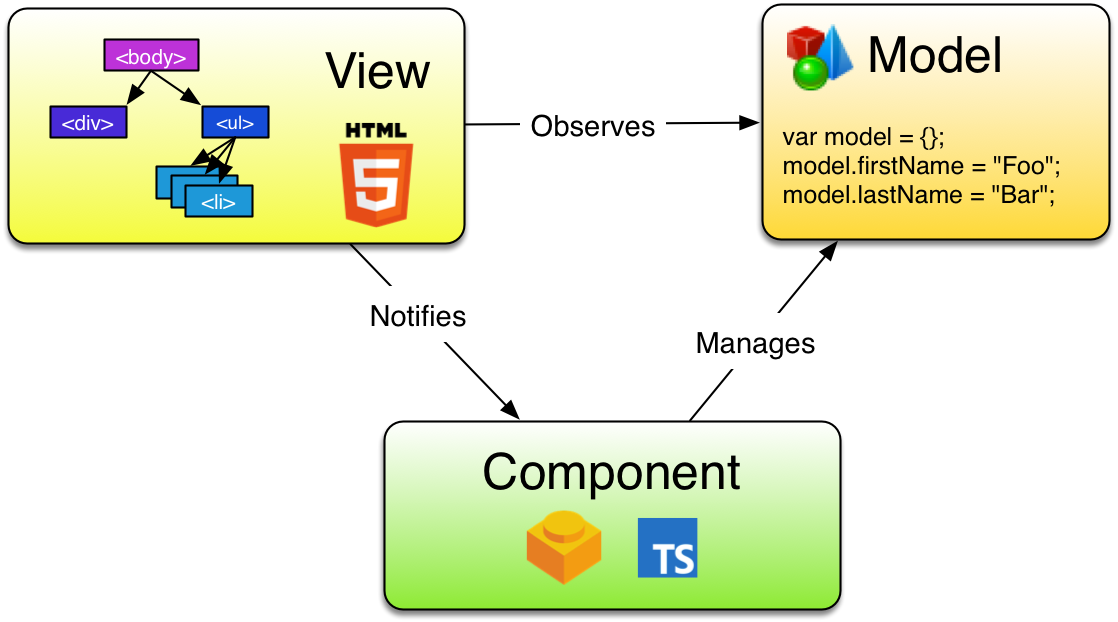 View
<body>
<div>
<ul>
<li>
HTML
5
Observes
Model
var model = {};
model.firstName = "Foo";
model.lastName = "Bar";
Notifies
Manages
Component
TS